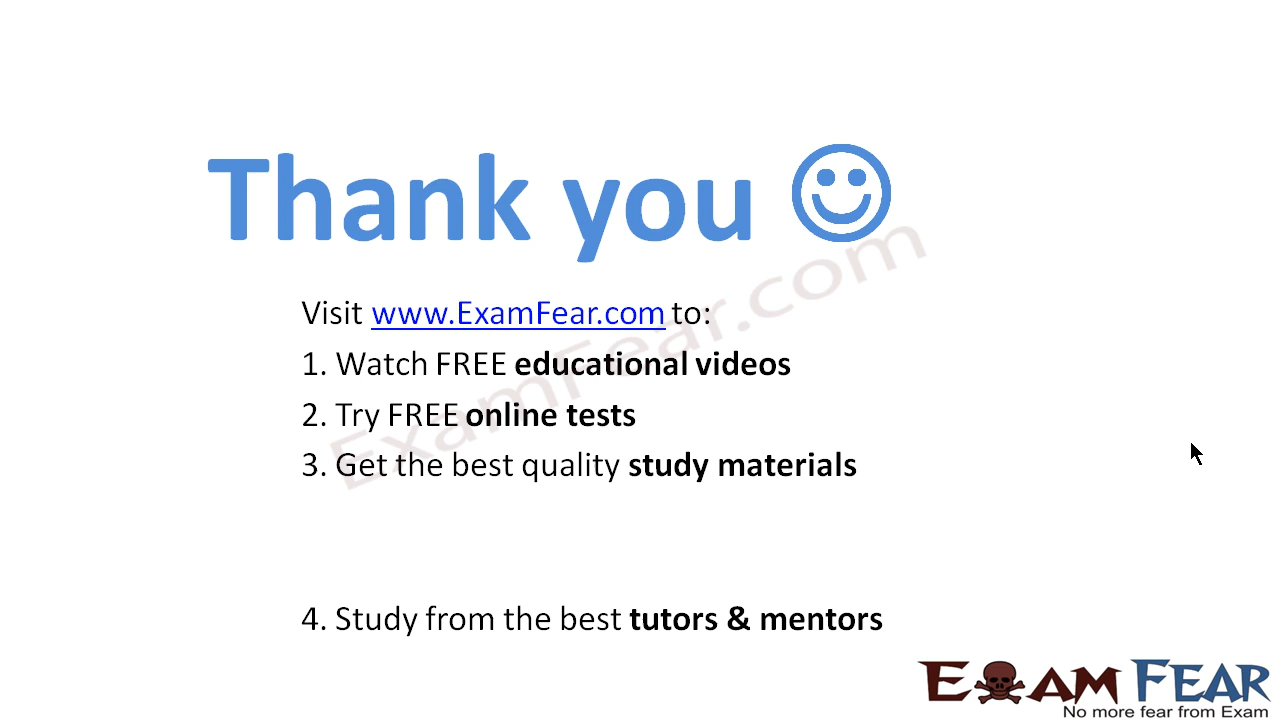 Thank you ☺
Visit www.ExamFear.com to:
1. Watch FREE educational videos
2. Try FREE online tests
3. Get the best quality study materials
4. Study from the best tutors & mentors
ExamFear.com
EXAM FEAR
No more fear from Exam